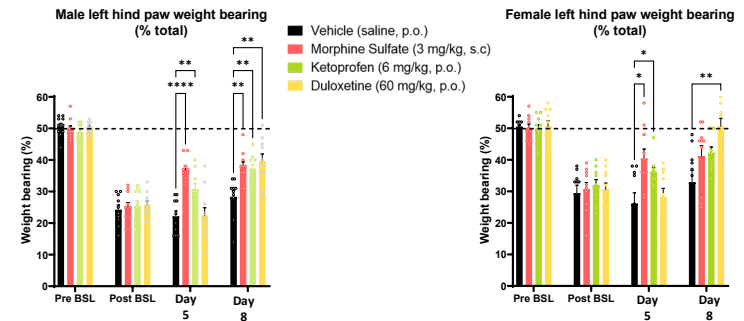 Male left hind paw weight bearing
(% total)
Vehicle (saline, p.o.)
Morphine Sulfate (3 mg/kg, s.c)
Ketoprofen (6 mg/kg, p.o.)
Duloxetine (60 mg/kg, p.o.)
Female left hind paw weight bearing
(% total)
Weight bearing (%)
60
50
40
30
20
10
0
**
****
**
**
**
Pre BSL
Post BSL
Day
5
Day
8
Weight bearing (%)
60
50
40
30
20
10
0
*
*
**
Pre BSL
Post BSL
Day
5
Day
8